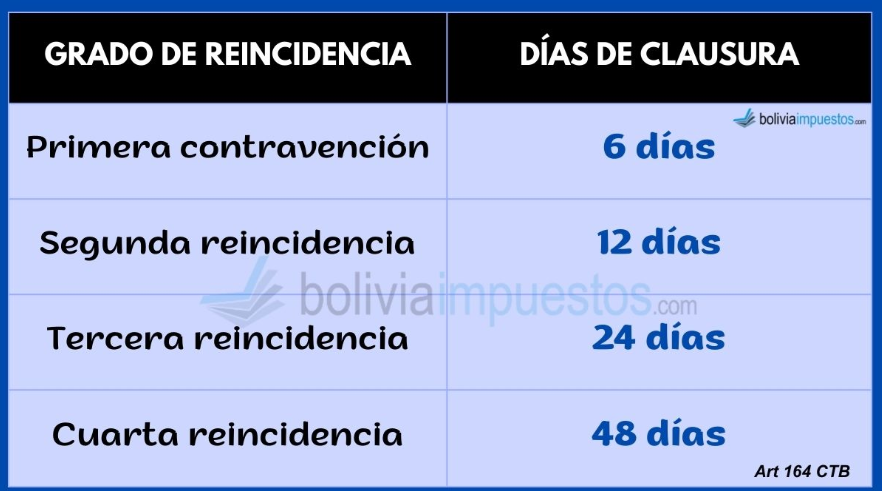 GRADO DE REINCIDENCIA DÍAS DE CLAUSURA
boliviaimpuestos.com
Primera contravención 6 días
Segunda reincidencia 12 días
boliviaimpuestos.com
Tercera reincidencia 24 días
Cuarta reincidencia 48 días
Art 164 CTB